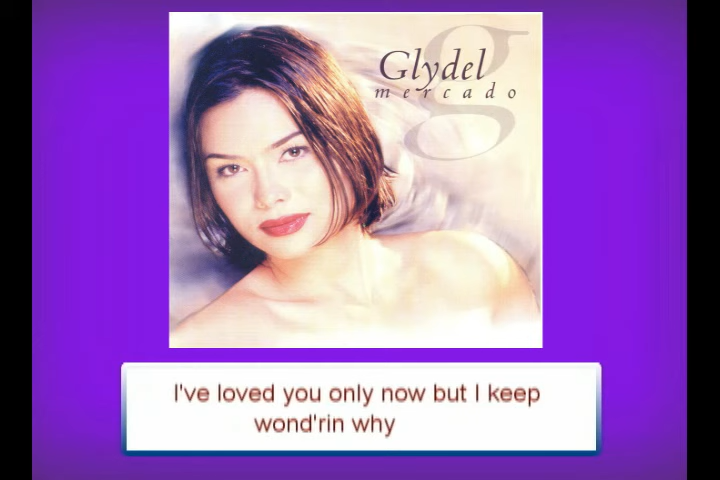 Glydel
mercado
g
I've loved you only now but I keep
wond'rin why